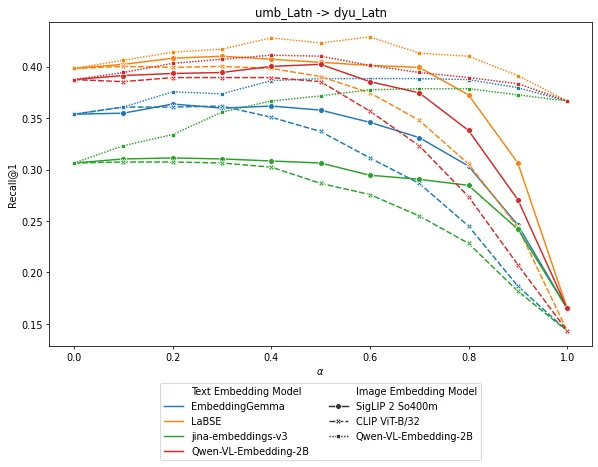 umb_Latn -> dyu_Latn
Recall@1
0.40
0.35
0.30
0.25
0.20
0.15
0.0 0.2 0.4 0.6 0.8 1.0
α
Text Embedding Model Image Embedding Model
EmbeddingGemma SigLIP 2 So400m
LaBSE CLIP ViT-B/32
jina-embeddings-v3 Qwen-VL-Embedding-2B
Qwen-VL-Embedding-2B